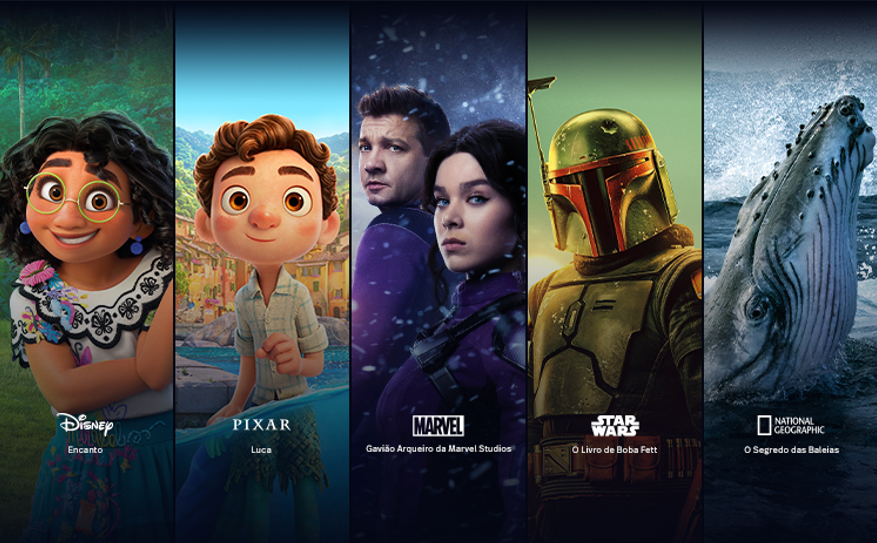 Disney
Encanto
PIXAR
Luca
MARVEL
Gavião Arqueiro da Marvel Studios
STAR
WARS
O Livro de Boba Fett
NATIONAL
GEOGRAPHIC
O Segredo das Baleias